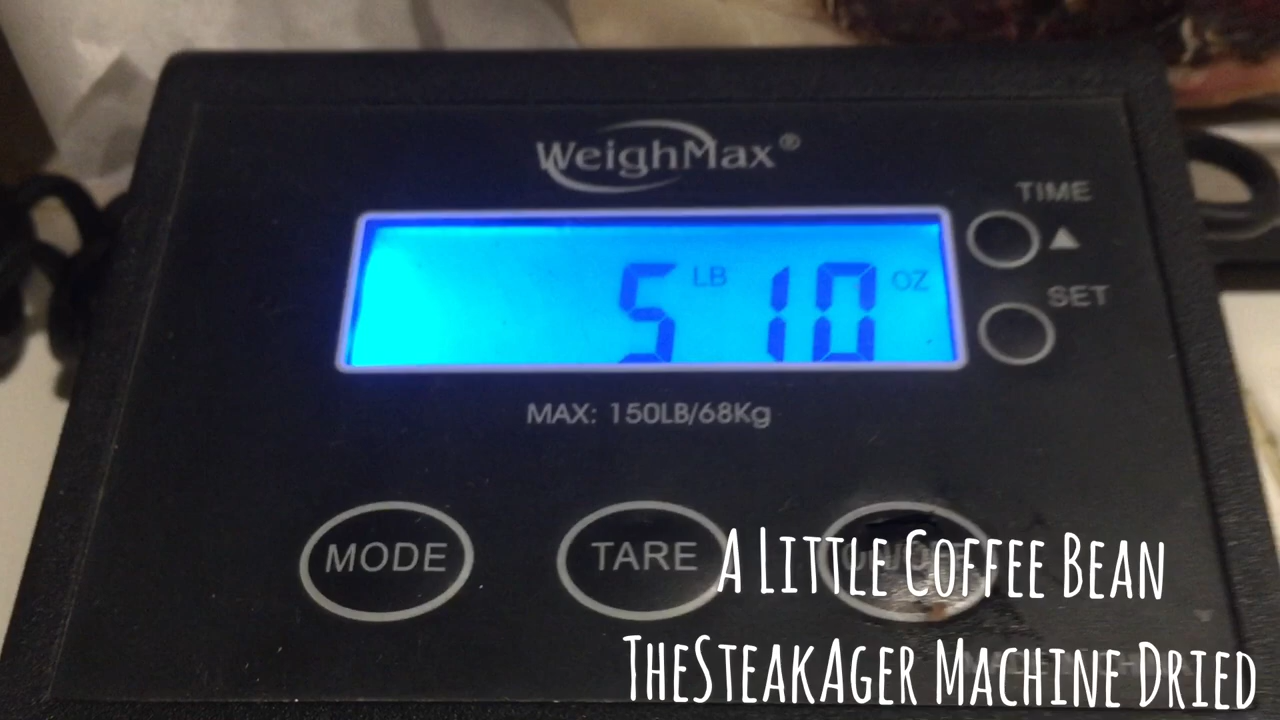 WeighMax®
TIME
5 LB 10 OZ
SET
MAX: 150LB/68Kg
MODE
TARE
A Little Coffee Bean
TheSteakAger Machine Dried